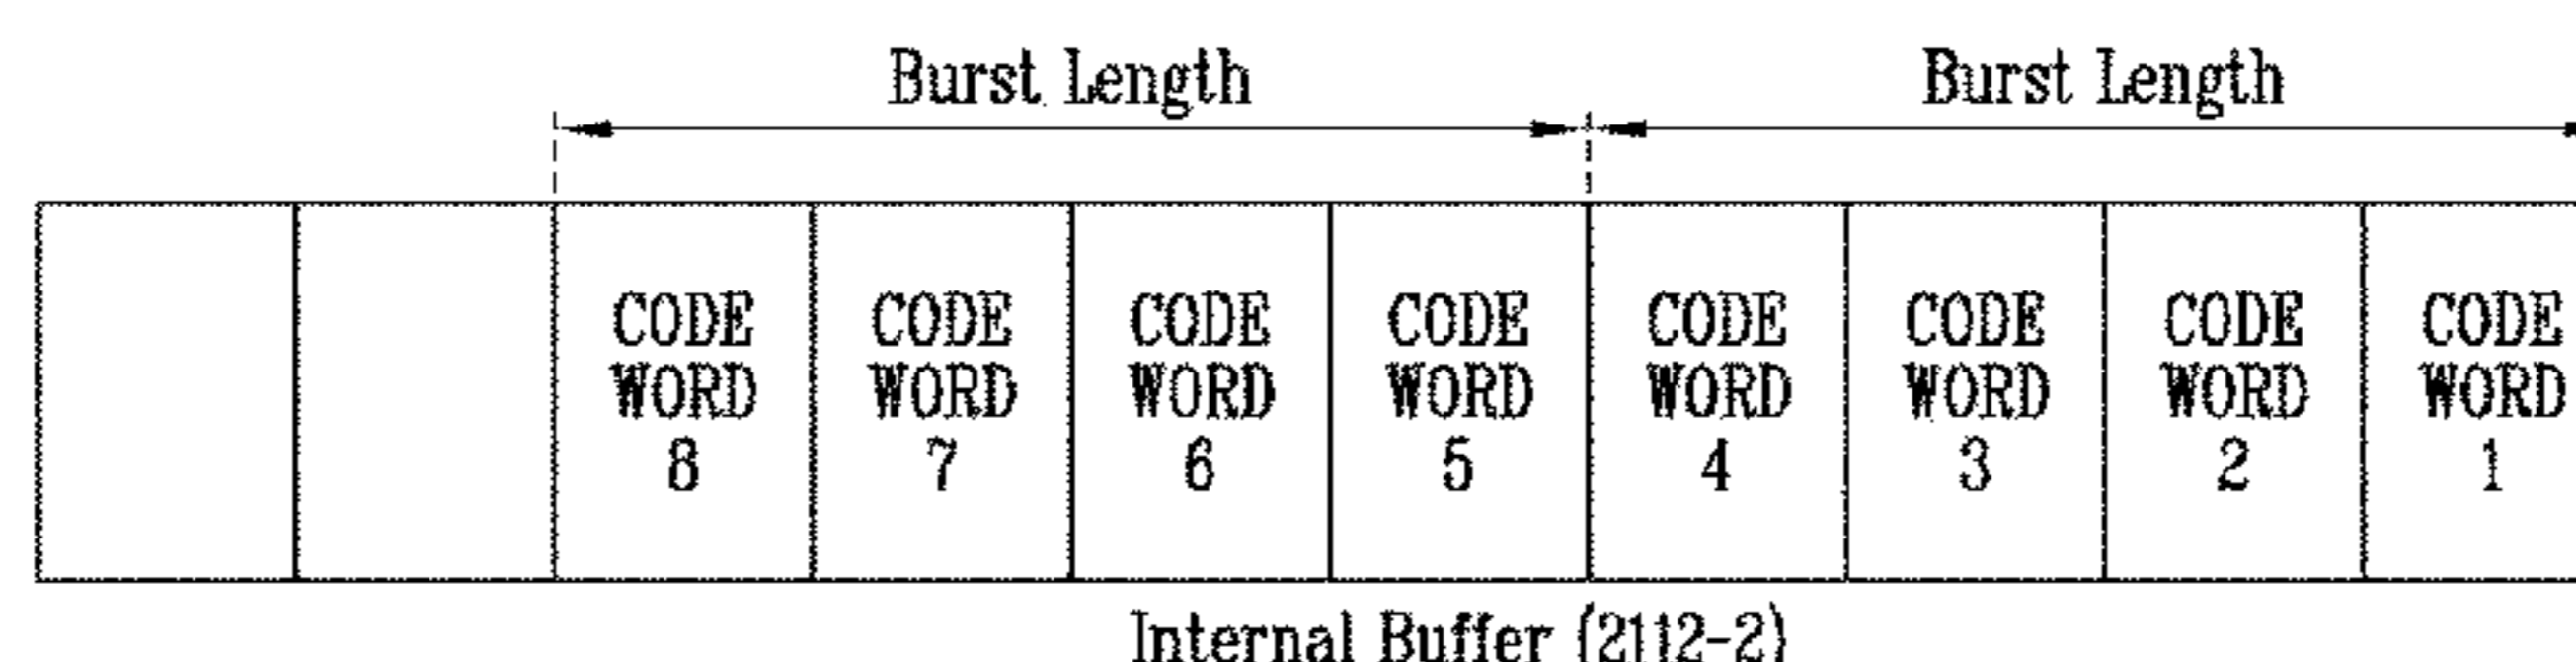 Burst Length Burst Length
CODE CODE CODE CODE CODE CODE CODE CODE
WORD WORD WORD WORD WORD WORD WORD WORD
8 7 6 5 4 3 2 1
Internal Buffer (2112-2)